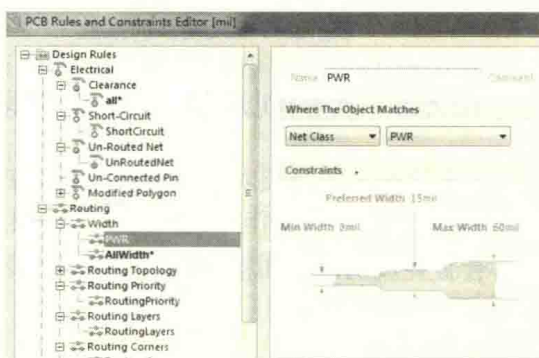 PCB Rules and Constraints Editor [mil]
Design Rules
Electrical
Clearance
all*
Short-Circuit
ShortCircuit
Un-Routed Net
UnRoutedNet
Un-Connected Pin
Modified Polygon
Routing
Width
PWR
AllWidth*
Routing Topology
Routing Priority
RoutingPriority
Routing Layers
RoutingLayers
Routing Corners
Name PWR Comment
Where The Object Matches
Net Class PWR
Constraints
Preferred Width 15mil
Min Width 8mil Max Width 60mil